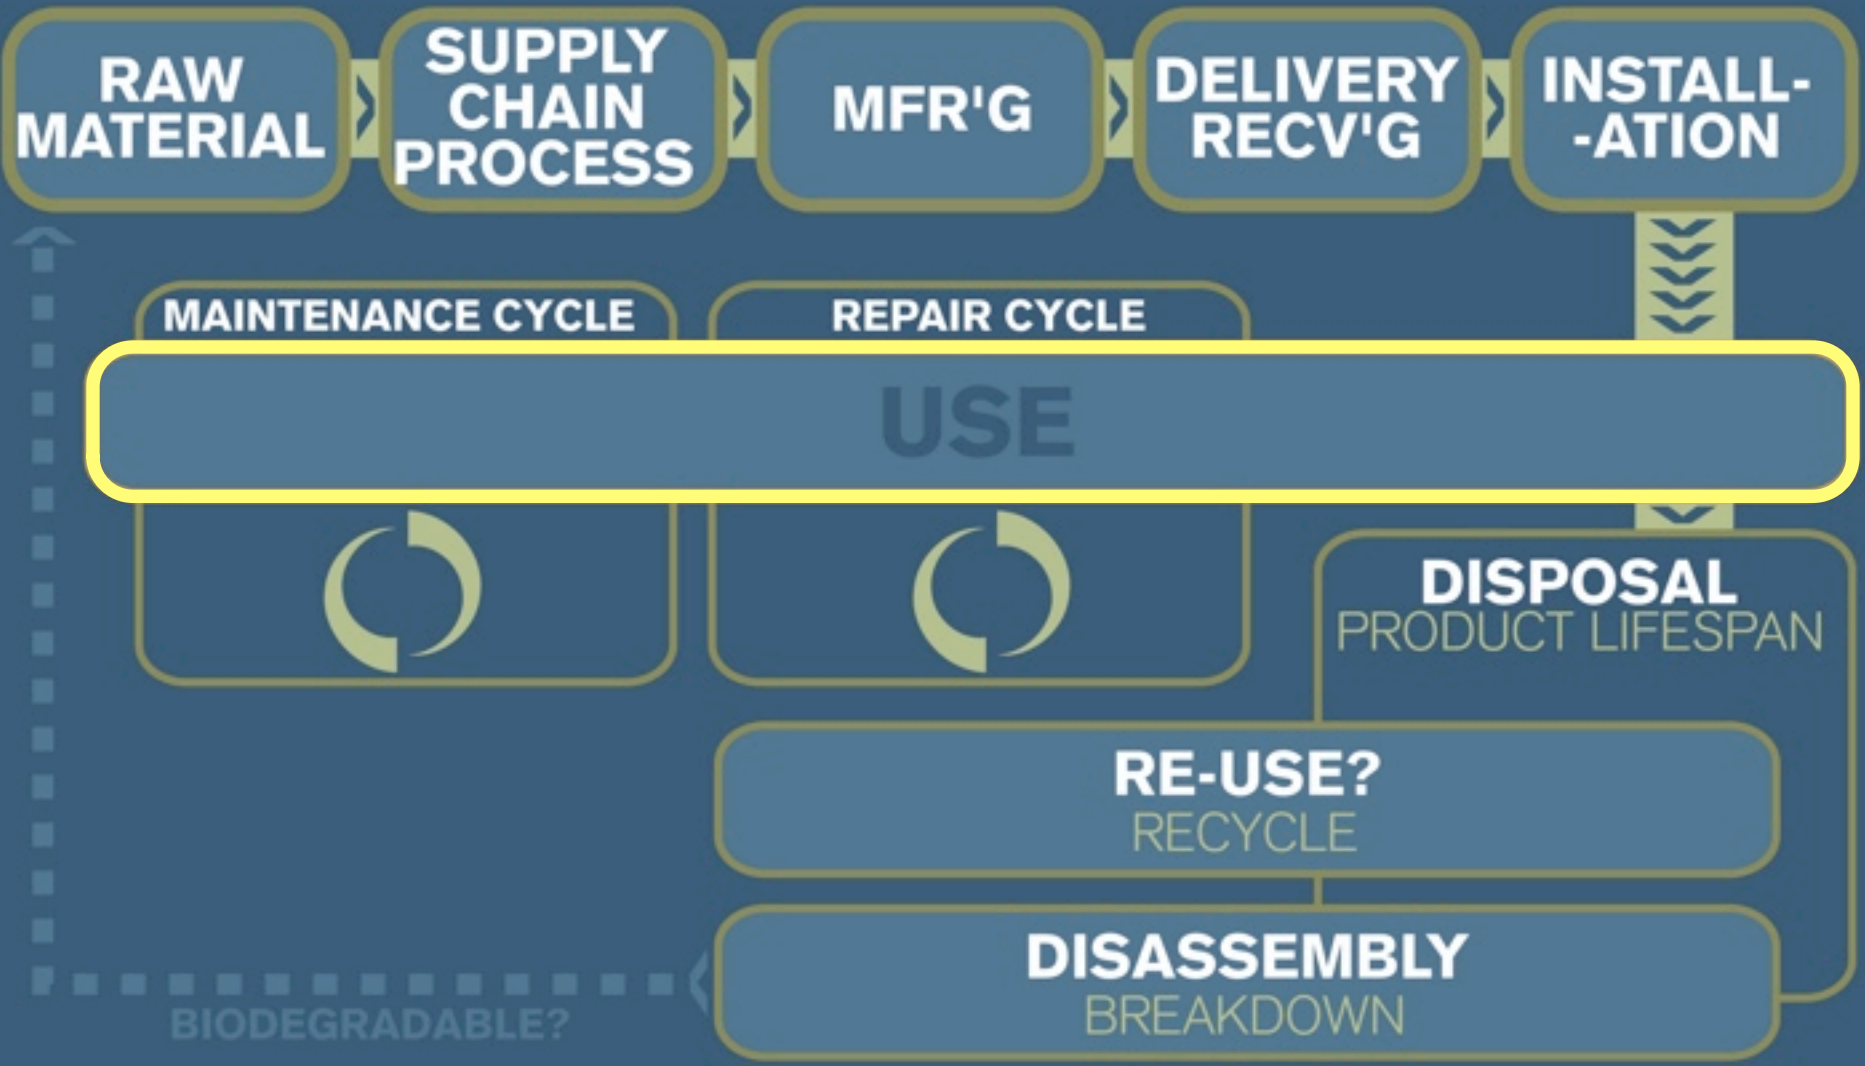 RAW
MATERIAL
SUPPLY
CHAIN
PROCESS
MFR'G
DELIVERY
RECV'G
INSTALL-
-ATION
MAINTENANCE CYCLE
REPAIR CYCLE
USE
DISPOSAL
PRODUCT LIFESPAN
RE-USE?
RECYCLE
DISASSEMBLY
BREAKDOWN
BIODEGRADABLE?